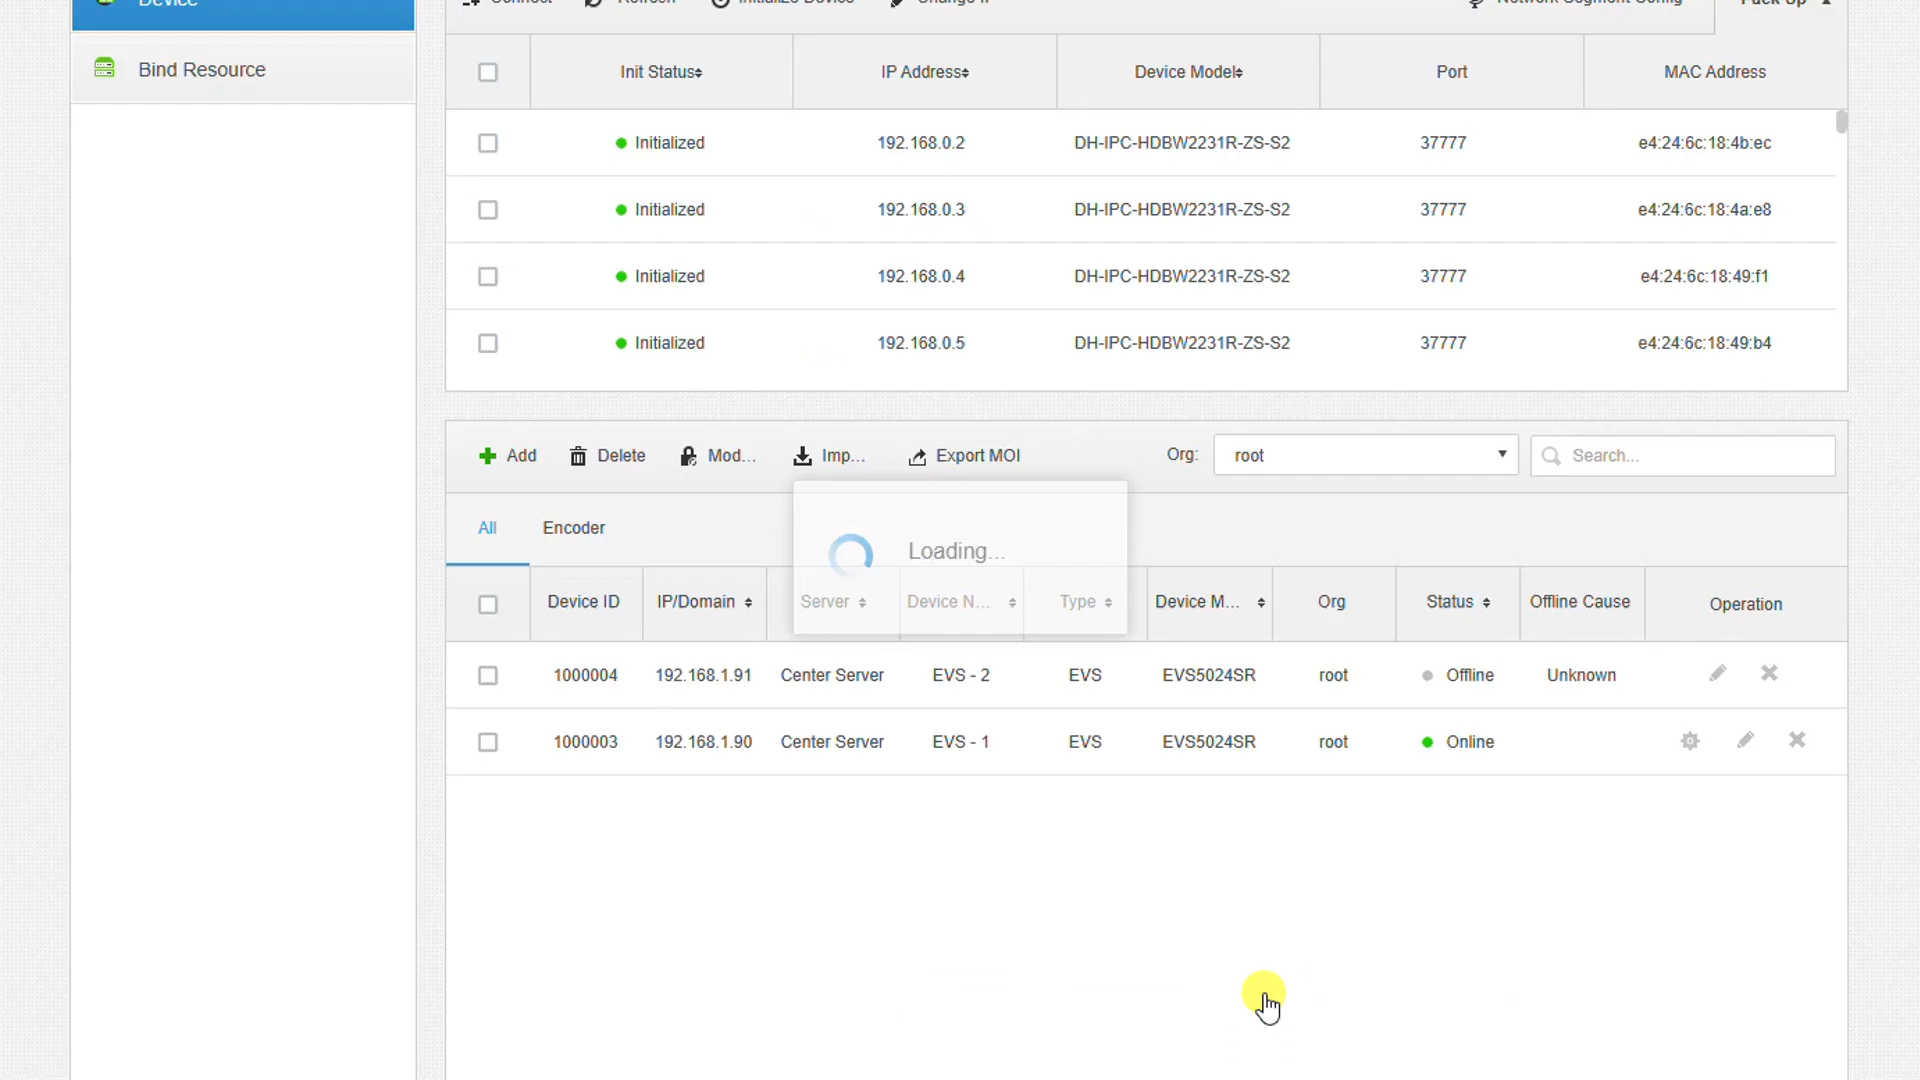 Device
Connect Refresh Initialize Device Change IP Network Segment Config Pack Up
Bind Resource
Init Status IP Address Device Model Port MAC Address
Initialized 192.168.0.2 DH-IPC-HDBW2231R-ZS-S2 37777 e4:24:6c:18:4b:ec
Initialized 192.168.0.3 DH-IPC-HDBW2231R-ZS-S2 37777 e4:24:6c:18:4a:e8
Initialized 192.168.0.4 DH-IPC-HDBW2231R-ZS-S2 37777 e4:24:6c:18:49:f1
Initialized 192.168.0.5 DH-IPC-HDBW2231R-ZS-S2 37777 e4:24:6c:18:49:b4
Add Delete Mod... Imp... Export MOI Org: root Search...
All Encoder
Loading...
Device ID IP/Domain Server Device N... Type Device M... Org Status Offline Cause Operation
1000004 192.168.1.91 Center Server EVS - 2 EVS EVS5024SR root Offline Unknown
1000003 192.168.1.90 Center Server EVS - 1 EVS EVS5024SR root Online